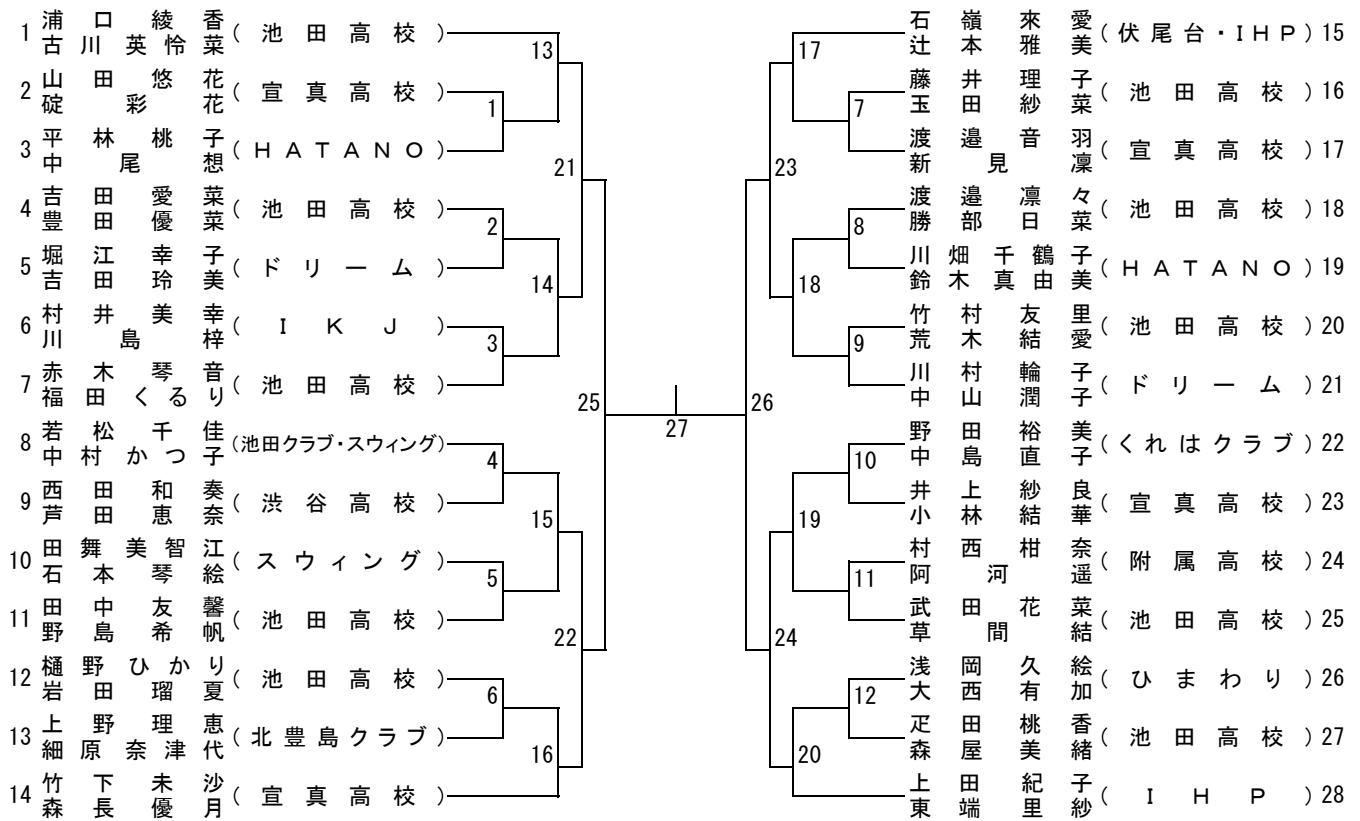 1 浦口綾香 古川英怜菜 (池田高校)
2 山田悠花 碇彩花 (宣真高校)
3 平林桃子 中尾想 (HATANO)
4 吉田愛菜 豊田優菜 (池田高校)
5 堀江幸子 吉田玲美 (ドリーム)
6 村井美幸 川島梓 (IKJ)
7 赤木琴音 福田くるり (池田高校)
8 若松千佳 中村かつ子 (池田クラブ・スウィング)
9 西田和奏 芦田恵奈 (渋谷高校)
10 田舞美智江 石本琴絵 (スウィング)
11 田中友馨 野島希帆 (池田高校)
12 樋野ひかり 岩田瑠夏 (池田高校)
13 上野理恵 細原奈津代 (北豊島クラブ)
14 竹下未沙 森長優月 (宣真高校)
13
1
21
2
14
3
25
4
15
5
22
6
16
27
17
7
23
8
18
9
26
10
19
11
24
12
20
石嶺來愛 辻本雅美 (伏尾台・IHP) 15
藤井理子 玉田紗菜 (池田高校) 16
渡邉音羽 新見凜 (宣真高校) 17
渡邉凛々 勝部日菜 (池田高校) 18
川畑千鶴子 鈴木真由美 (HATANO) 19
竹村友里 荒木結愛 (池田高校) 20
川村輪子 中山潤子 (ドリーム) 21
野田裕美 中島直子 (くれはクラブ) 22
井上紗良 小林結華 (宣真高校) 23
村西柑奈 阿河遥 (附属高校) 24
武田花菜 草間結 (池田高校) 25
浅岡久絵 大西有加 (ひまわり) 26
疋田桃香 森屋美緒 (池田高校) 27
上田紀子 東端里紗 (IHP) 28